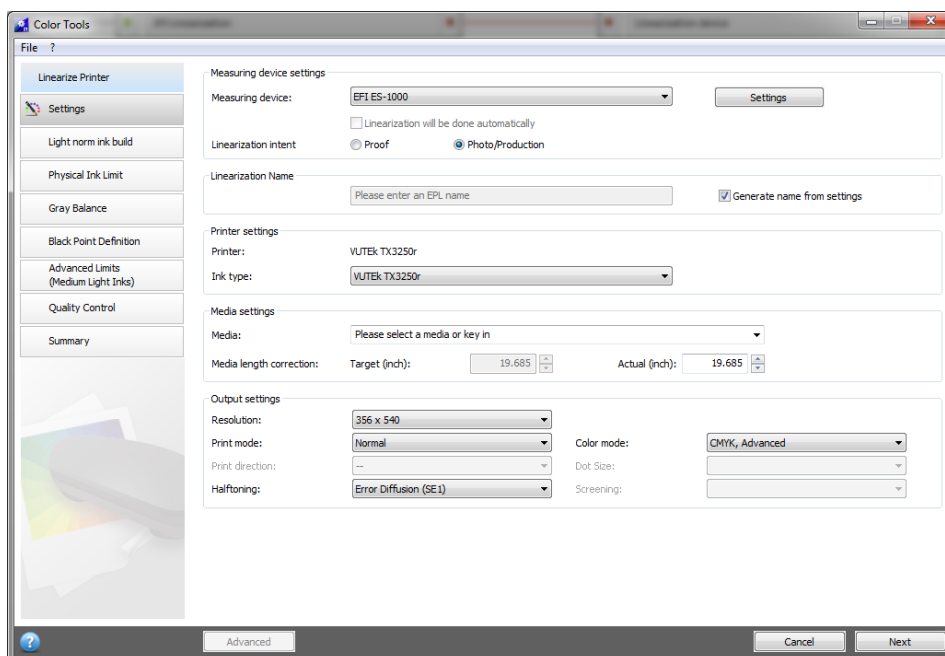 Color Tools
File ?
Linearize Printer
Settings
Light norm ink build
Physical Ink Limit
Gray Balance
Black Point Definition
Advanced Limits
(Medium Light Inks)
Quality Control
Summary
Measuring device settings
Measuring device: EFI ES-1000 Settings
Linearization will be done automatically
Linearization intent Proof Photo/Production
Linearization Name
Please enter an EPL name Generate name from settings
Printer settings
Printer: VUTEk TX3250r
Ink type: VUTEk TX3250r
Media settings
Media: Please select a media or key in
Media length correction: Target (inch): 19.685 Actual (inch): 19.685
Output settings
Resolution: 356 x 540
Print mode: Normal Color mode: CMYK, Advanced
Print direction: -- Dot Size:
Halftoning: Error Diffusion (SE1) Screening:
? Advanced Cancel Next